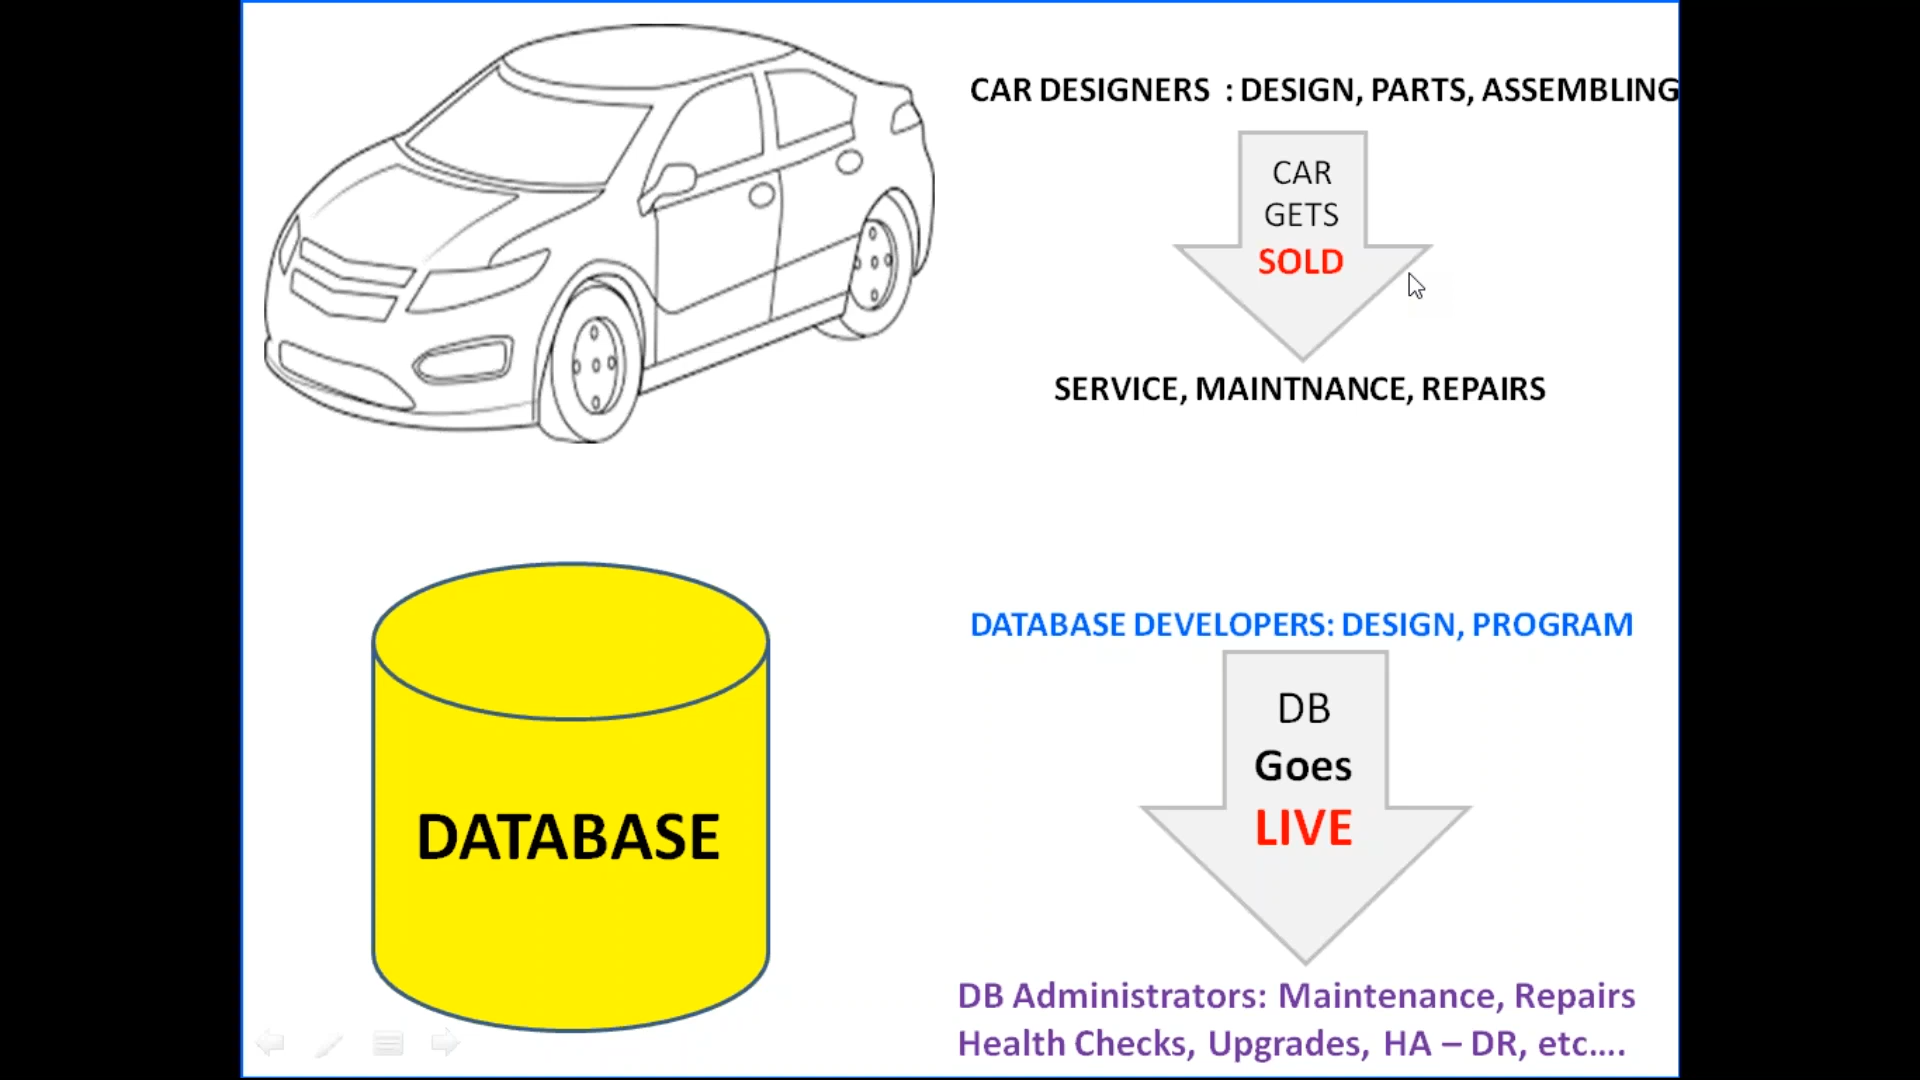 CAR DESIGNERS : DESIGN, PARTS, ASSEMBLING
CAR
GETS
SOLD
SERVICE, MAINTNANCE, REPAIRS
DATABASE
DATABASE DEVELOPERS: DESIGN, PROGRAM
DB
Goes
LIVE
DB Administrators: Maintenance, Repairs
Health Checks, Upgrades, HA – DR, etc....